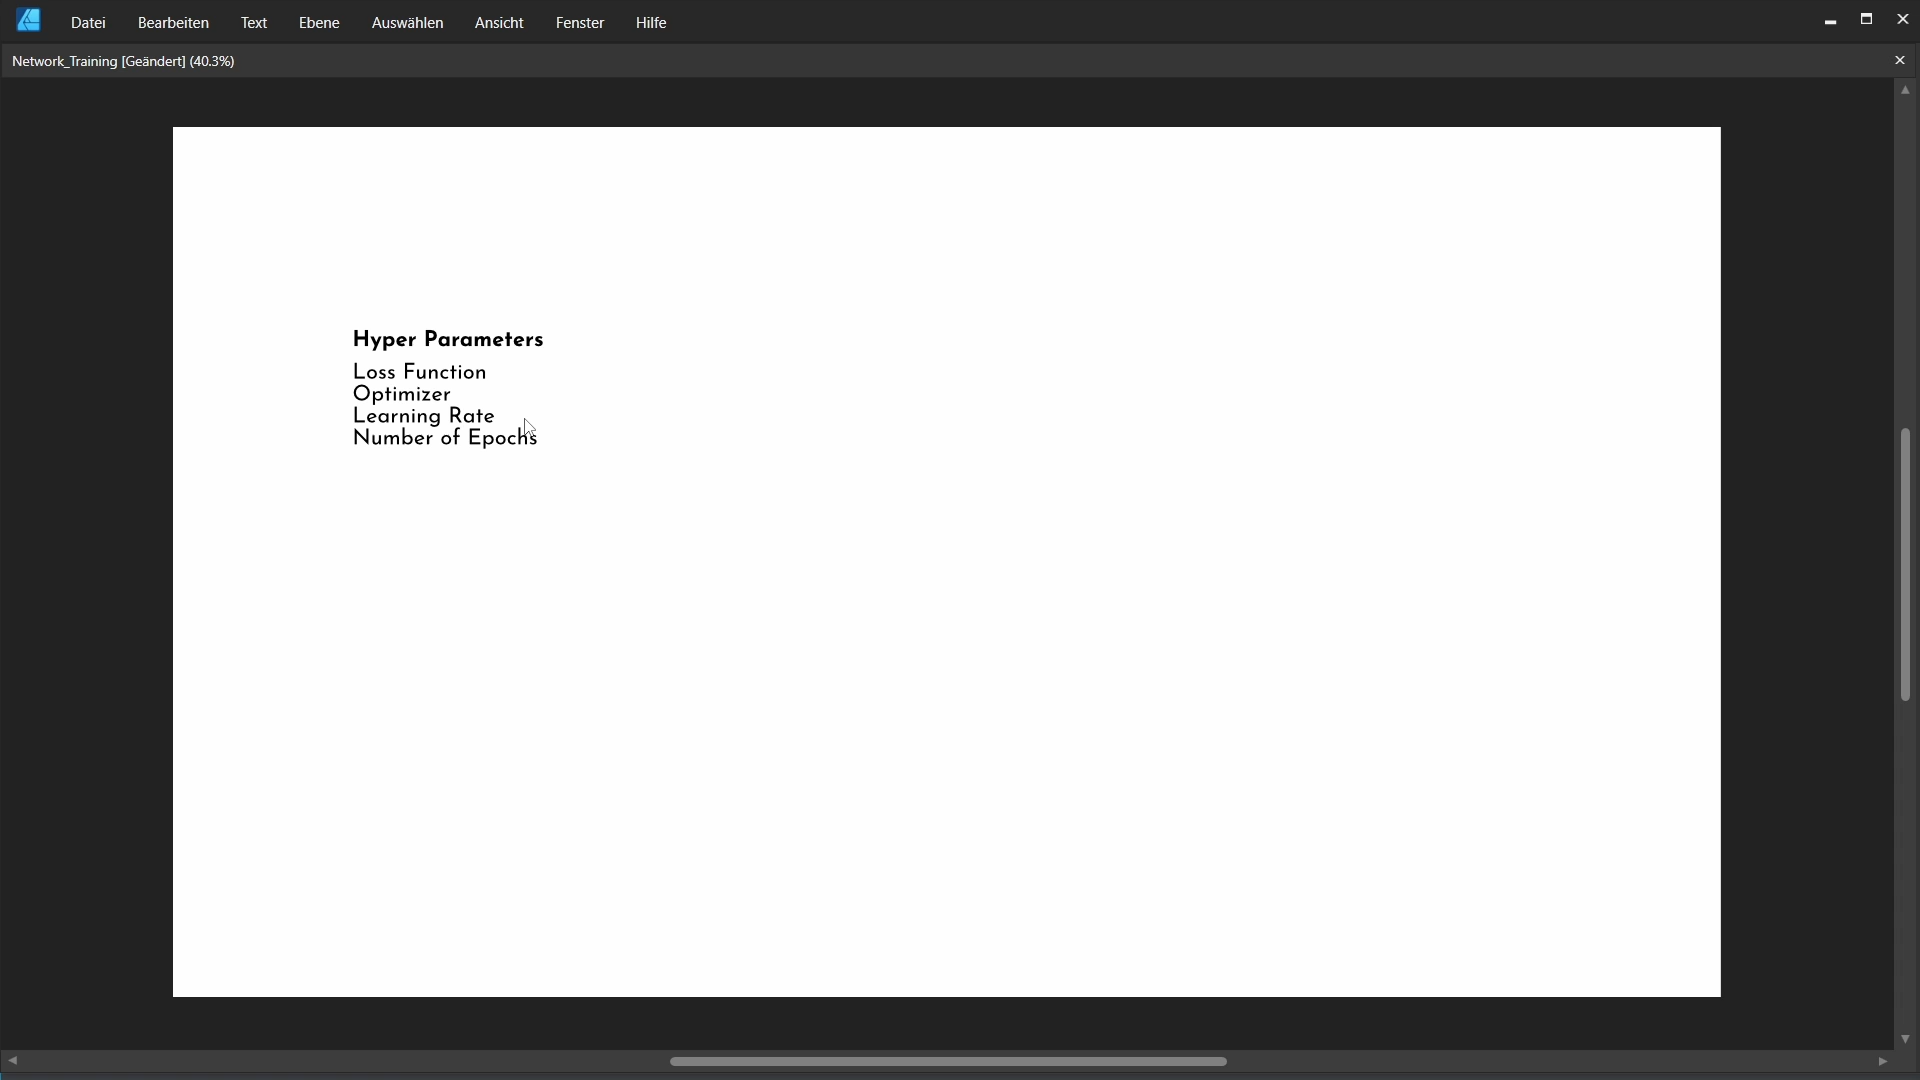 Datei Bearbeiten Text Ebene Auswählen Ansicht Fenster Hilfe
Network_Training [Geändert] (40.3%)
Hyper Parameters
Loss Function
Optimizer
Learning Rate
Number of Epochs